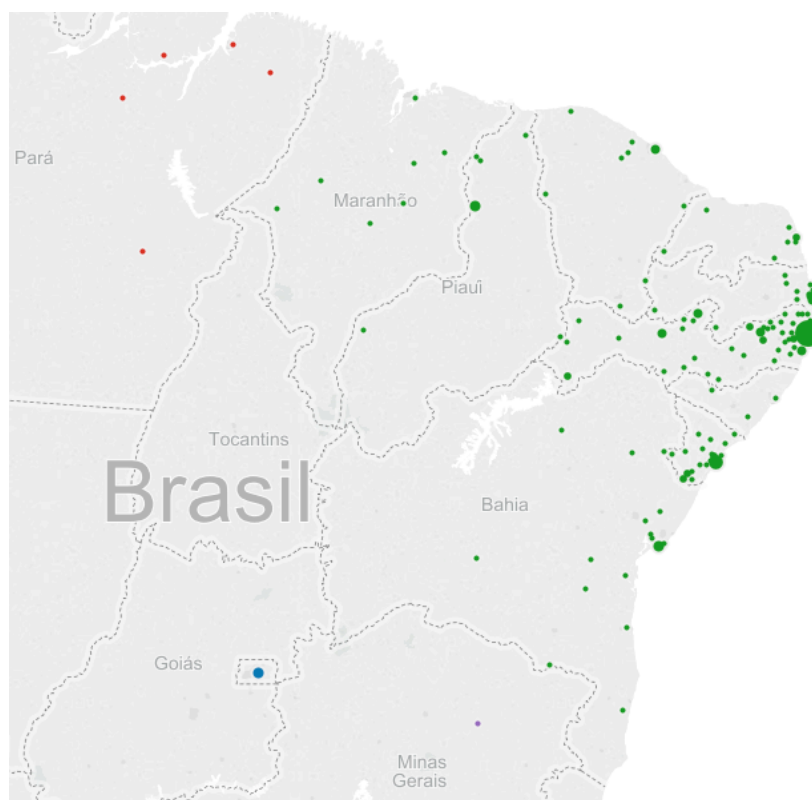 Pará
Maranhão
Piauí
Tocantins
Brasil
Bahia
Goiás
Minas
Gerais